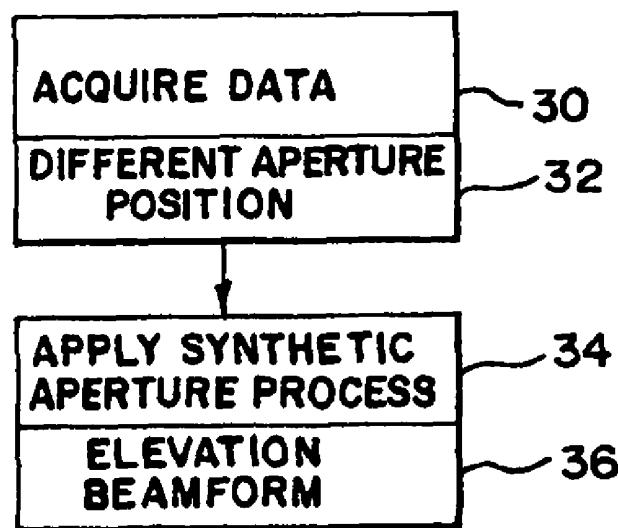 ACQUIRE DATA
30
DIFFERENT APERTURE
POSITION
32
APPLY SYNTHETIC
APERTURE PROCESS
34
ELEVATION
BEAMFORM
36